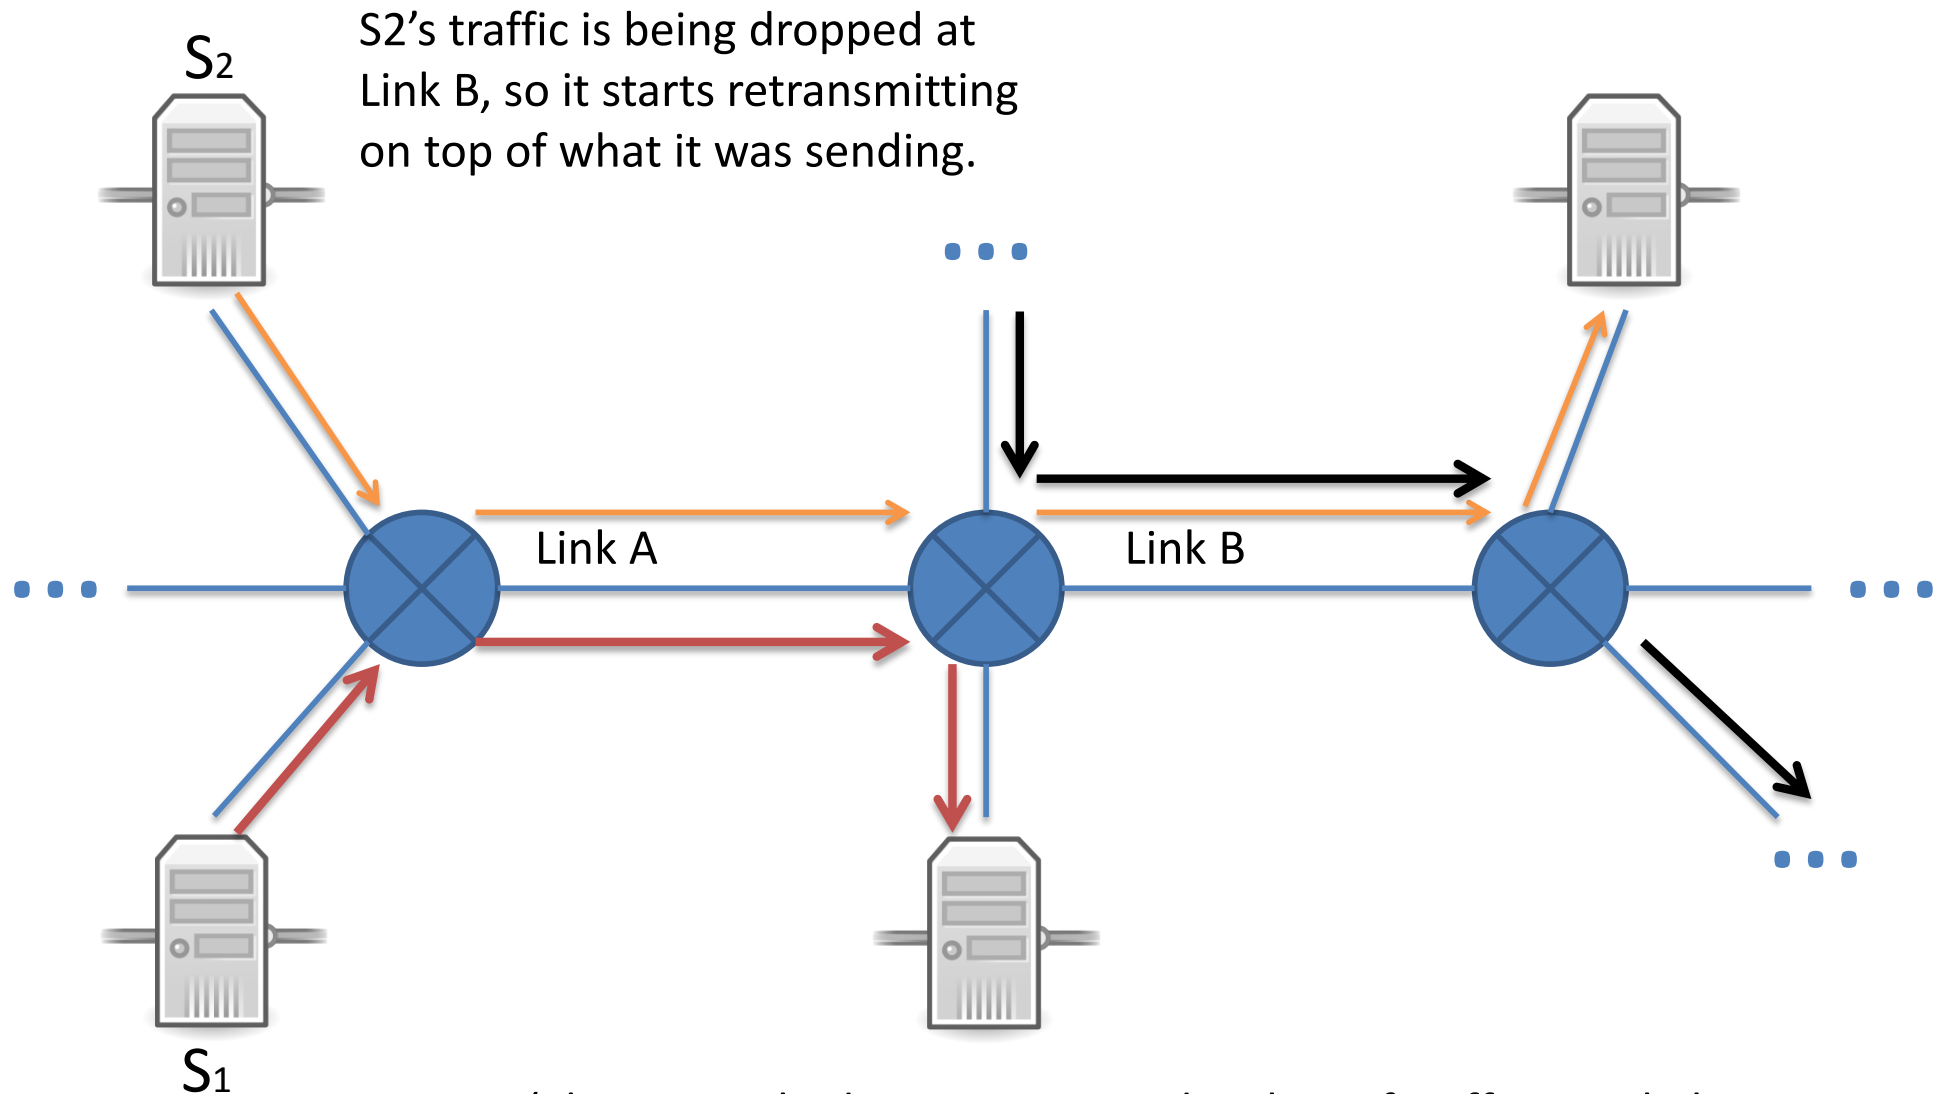 S2
S2’s traffic is being dropped at
Link B, so it starts retransmitting
on top of what it was sending.
Link A
Link B
S1